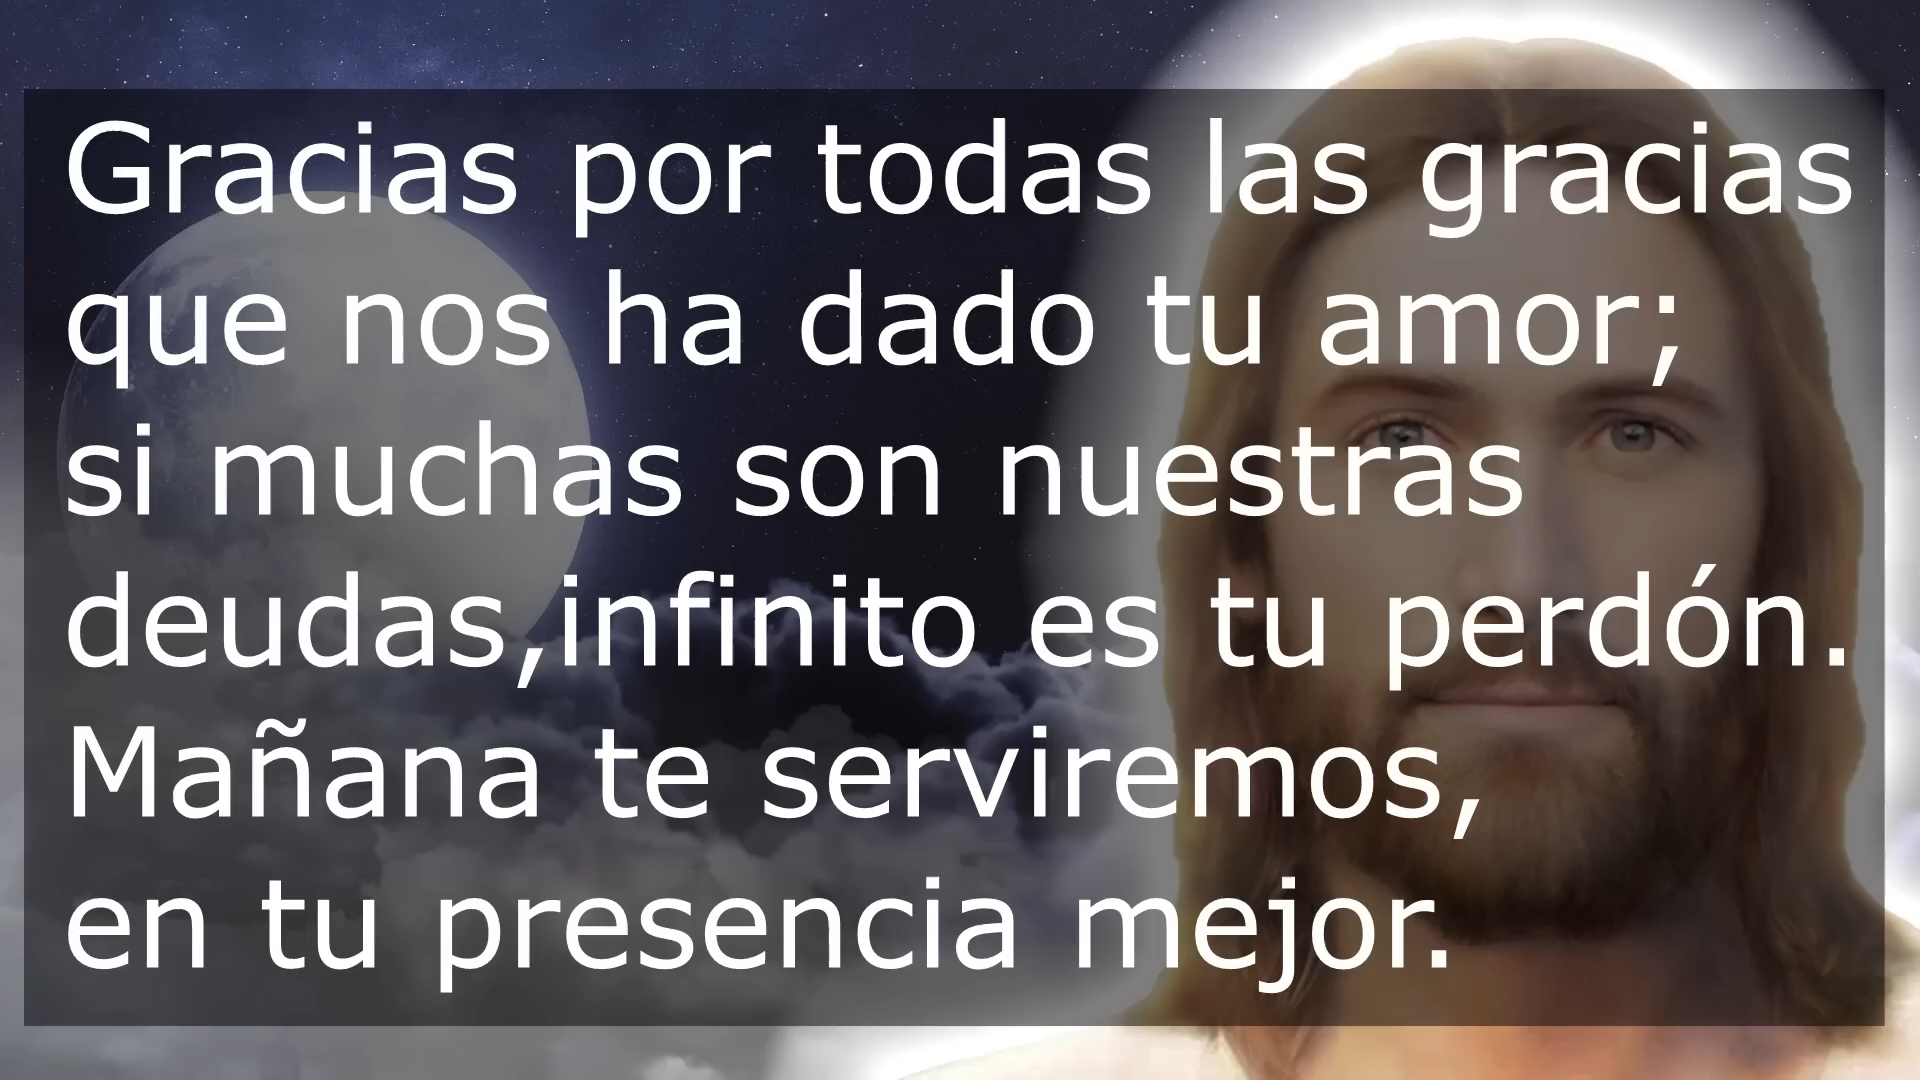 Gracias por todas las gracias
que nos ha dado tu amor;
si muchas son nuestras
deudas,infinito es tu perdón.
Mañana te serviremos,
en tu presencia mejor.